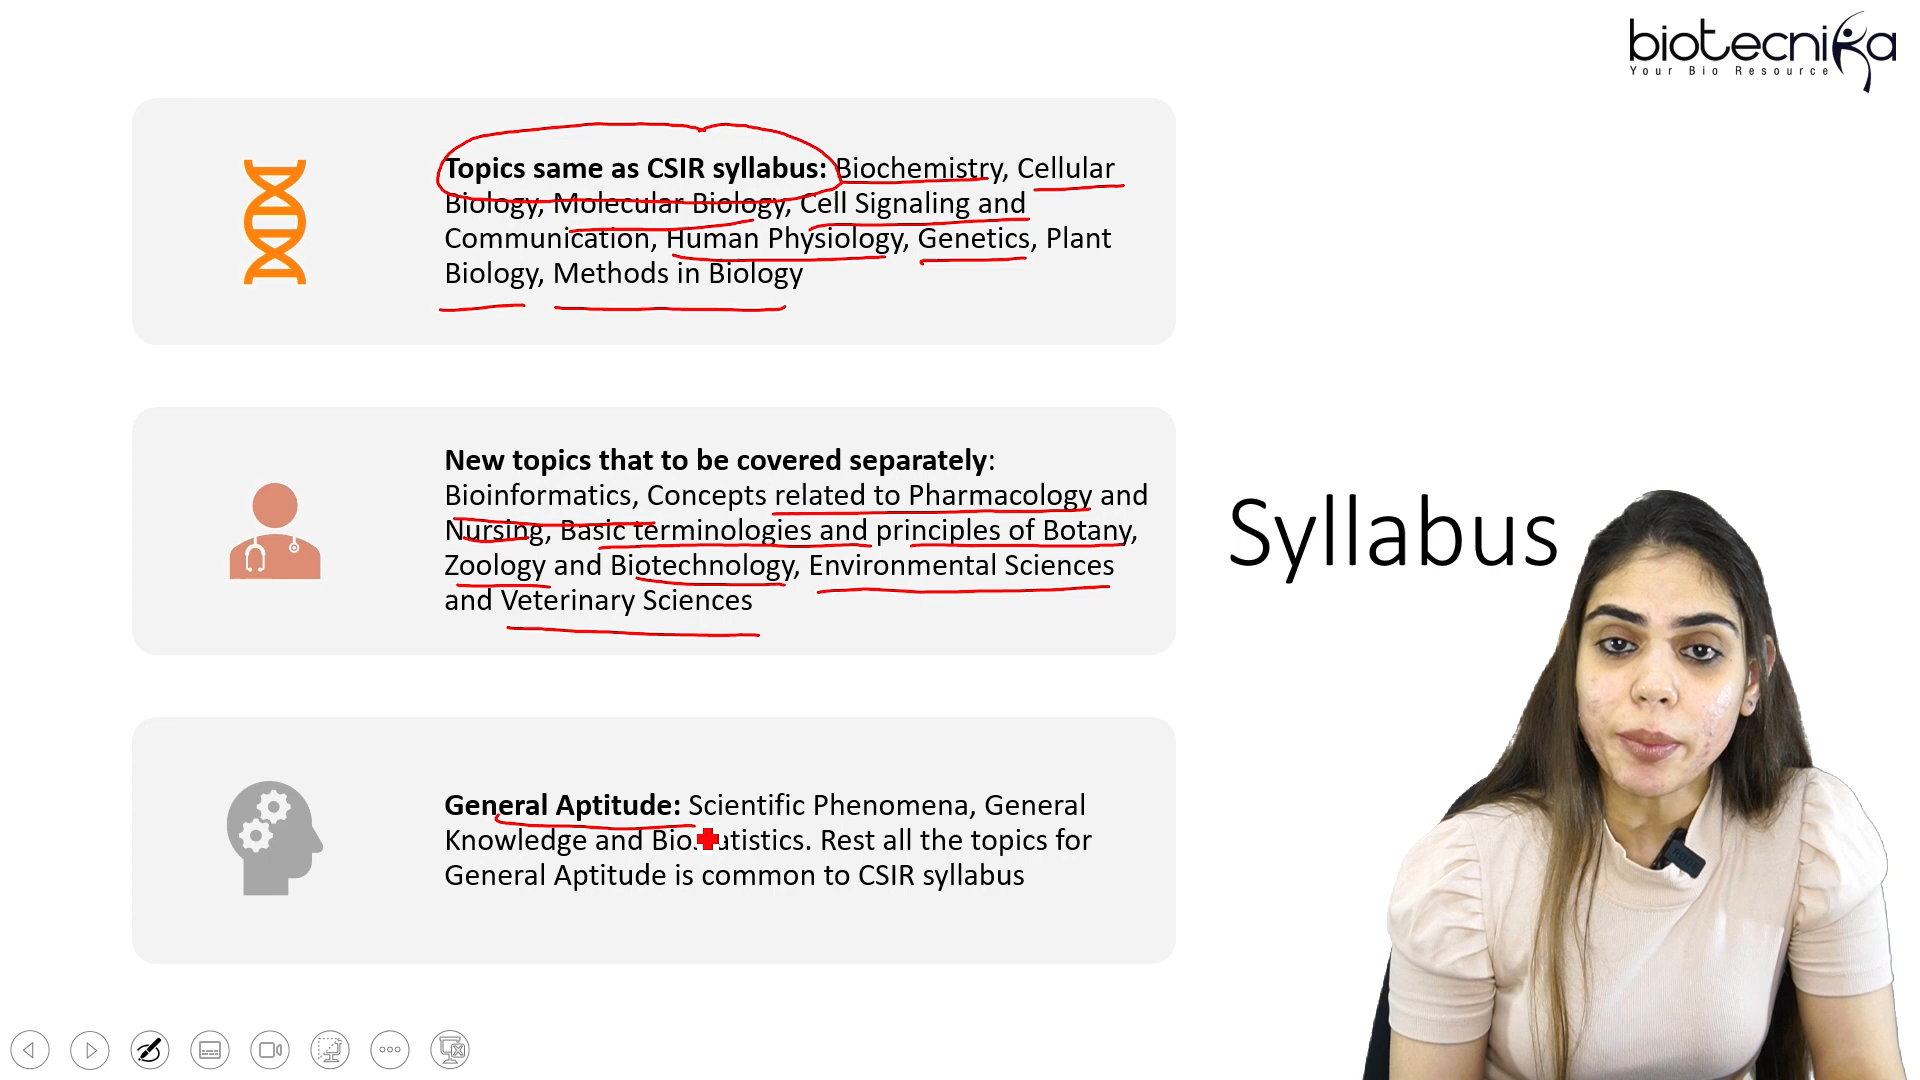 biotecnika
Your Bio Resource
Topics same as CSIR syllabus: Biochemistry, Cellular
Biology, Molecular Biology, Cell Signaling and
Communication, Human Physiology, Genetics, Plant
Biology, Methods in Biology
New topics that to be covered separately:
Bioinformatics, Concepts related to Pharmacology and
Nursing, Basic terminologies and principles of Botany,
Zoology and Biotechnology, Environmental Sciences
and Veterinary Sciences
Syllabus
General Aptitude: Scientific Phenomena, General
Knowledge and Biostatistics. Rest all the topics for
General Aptitude is common to CSIR syllabus